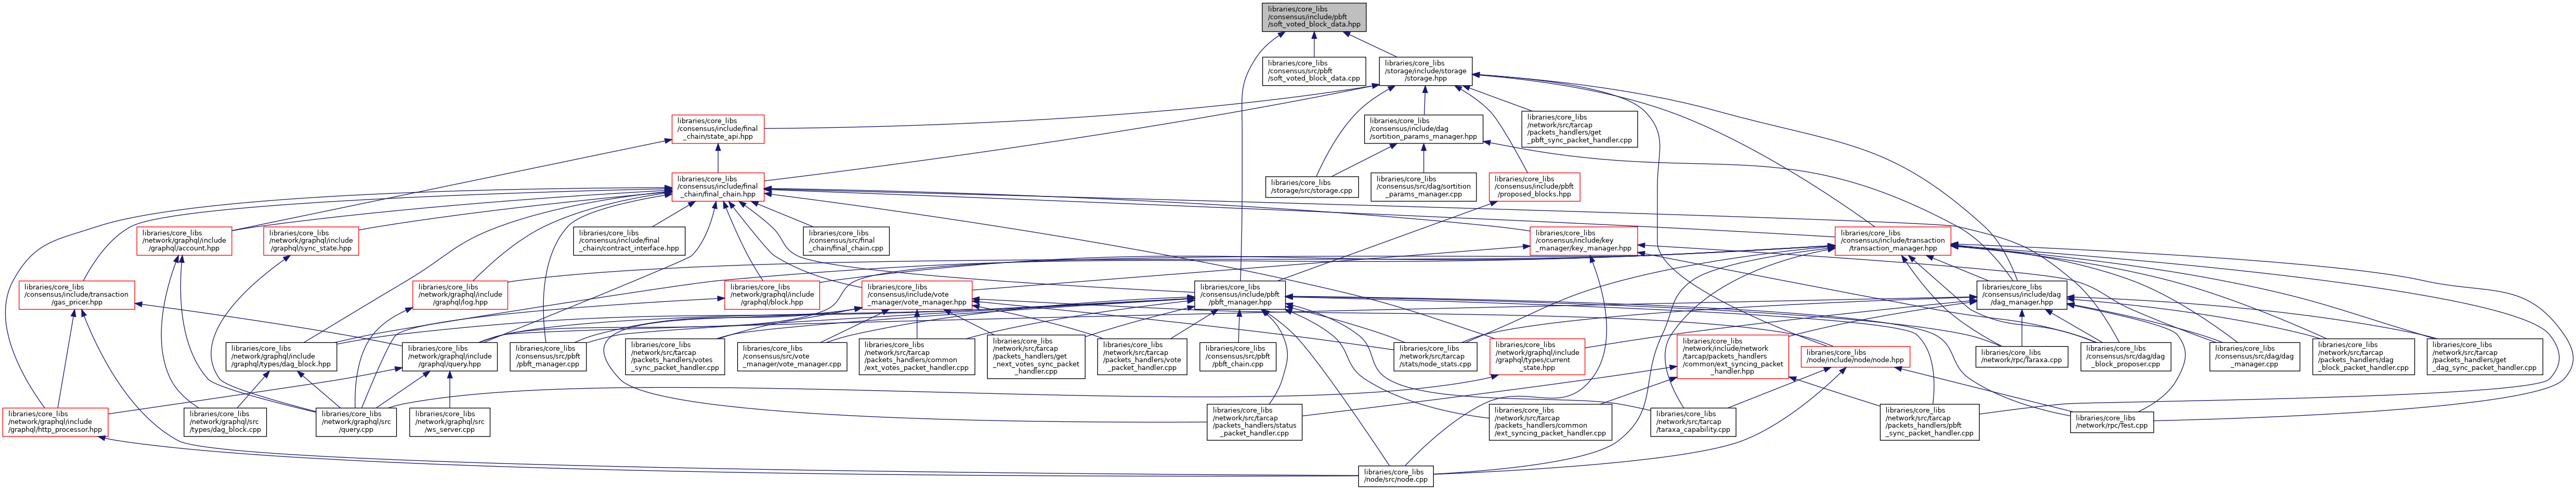 libraries/core_libs
/consensus/include/pbft
/soft_voted_block_data.hpp
libraries/core_libs
/consensus/src/pbft
/soft_voted_block_data.cpp
libraries/core_libs
/storage/include/storage
/storage.hpp
libraries/core_libs
/consensus/include/final
_chain/state_api.hpp
libraries/core_libs
/consensus/include/dag
/sortition_params_manager.hpp
libraries/core_libs
/network/src/tarcap
/packets_handlers/get
_pbft_sync_packet_handler.cpp
libraries/core_libs
/consensus/include/final
_chain/final_chain.hpp
libraries/core_libs
/storage/src/storage.cpp
libraries/core_libs
/consensus/src/dag/sortition
_params_manager.cpp
libraries/core_libs
/consensus/include/pbft
/proposed_blocks.hpp
libraries/core_libs
/network/graphql/include
/graphql/account.hpp
libraries/core_libs
/network/graphql/include
/graphql/sync_state.hpp
libraries/core_libs
/consensus/include/final
_chain/contract_interface.hpp
libraries/core_libs
/consensus/src/final
_chain/final_chain.cpp
libraries/core_libs
/consensus/include/key
_manager/key_manager.hpp
libraries/core_libs
/consensus/include/transaction
/transaction_manager.hpp
libraries/core_libs
/consensus/include/transaction
/gas_pricer.hpp
libraries/core_libs
/network/graphql/include
/graphql/log.hpp
libraries/core_libs
/network/graphql/include
/graphql/block.hpp
libraries/core_libs
/consensus/include/vote
_manager/vote_manager.hpp
libraries/core_libs
/consensus/include/pbft
/pbft_manager.hpp
libraries/core_libs
/consensus/include/dag
/dag_manager.hpp
libraries/core_libs
/network/graphql/include
/graphql/types/dag_block.hpp
libraries/core_libs
/network/graphql/include
/graphql/query.hpp
libraries/core_libs
/consensus/src/pbft
/pbft_manager.cpp
libraries/core_libs
/network/src/tarcap
/packets_handlers/votes
_sync_packet_handler.cpp
libraries/core_libs
/consensus/src/vote
_manager/vote_manager.cpp
libraries/core_libs
/network/src/tarcap
/packets_handlers/common
/ext_votes_packet_handler.cpp
libraries/core_libs
/network/src/tarcap
/packets_handlers/get
_next_votes_sync_packet
_handler.cpp
libraries/core_libs
/network/src/tarcap
/packets_handlers/vote
_packet_handler.cpp
libraries/core_libs
/consensus/src/pbft
/pbft_chain.cpp
libraries/core_libs
/network/src/tarcap
/stats/node_stats.cpp
libraries/core_libs
/network/graphql/include
/graphql/types/current
_state.hpp
libraries/core_libs
/network/include/network
/tarcap/packets_handlers
/common/ext_syncing_packet
_handler.hpp
libraries/core_libs
/node/include/node/node.hpp
libraries/core_libs
/network/rpc/Taraxa.cpp
libraries/core_libs
/consensus/src/dag/dag
_block_proposer.cpp
libraries/core_libs
/consensus/src/dag/dag
_manager.cpp
libraries/core_libs
/network/src/tarcap
/packets_handlers/dag
_block_packet_handler.cpp
libraries/core_libs
/network/src/tarcap
/packets_handlers/get
_dag_sync_packet_handler.cpp
libraries/core_libs
/network/graphql/include
/graphql/http_processor.hpp
libraries/core_libs
/network/graphql/src
/types/dag_block.cpp
libraries/core_libs
/network/graphql/src
/query.cpp
libraries/core_libs
/network/graphql/src
/ws_server.cpp
libraries/core_libs
/network/src/tarcap
/packets_handlers/status
_packet_handler.cpp
libraries/core_libs
/network/src/tarcap
/packets_handlers/common
/ext_syncing_packet_handler.cpp
libraries/core_libs
/network/src/tarcap
/taraxa_capability.cpp
libraries/core_libs
/network/src/tarcap
/packets_handlers/pbft
_sync_packet_handler.cpp
libraries/core_libs
/network/rpc/Test.cpp
libraries/core_libs
/node/src/node.cpp